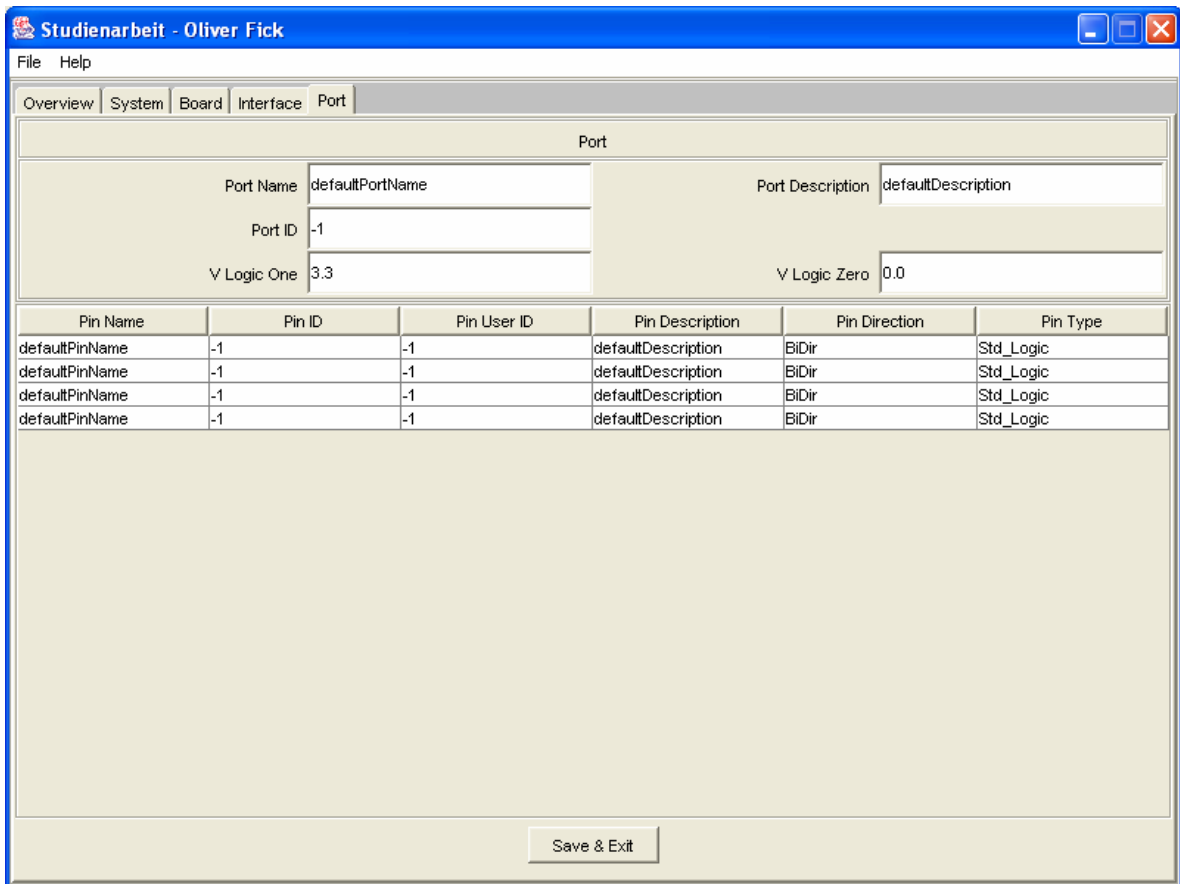 Studienarbeit - Oliver Fick
File Help
Overview System Board Interface Port
Port
Port Name defaultPortName Port Description defaultDescription
Port ID -1
V Logic One 3.3 V Logic Zero 0.0
Pin Name Pin ID Pin User ID Pin Description Pin Direction Pin Type
defaultPinName -1 -1 defaultDescription BiDir Std_Logic
defaultPinName -1 -1 defaultDescription BiDir Std_Logic
defaultPinName -1 -1 defaultDescription BiDir Std_Logic
defaultPinName -1 -1 defaultDescription BiDir Std_Logic
Save & Exit